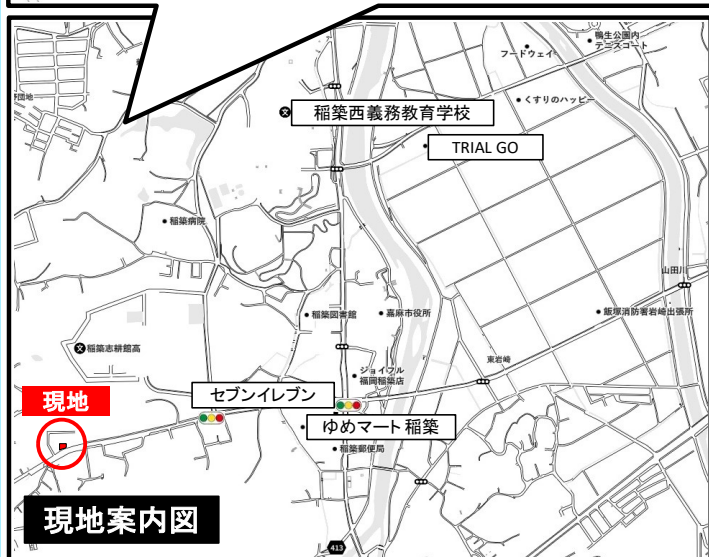 鴨生公園内
テニスコート
フードウェイ
くすりのハッピー
団地
稲築西義務教育学校
TRIAL GO
稲築病院
山田川
稲築図書館
嘉麻市役所
飯塚消防署岩崎出張所
文
稲築志耕館高
ジョイフル
福岡稲築店
東岩崎
セブンイレブン
現地
ゆめマート 稲築
稲築郵便局
現地案内図
413